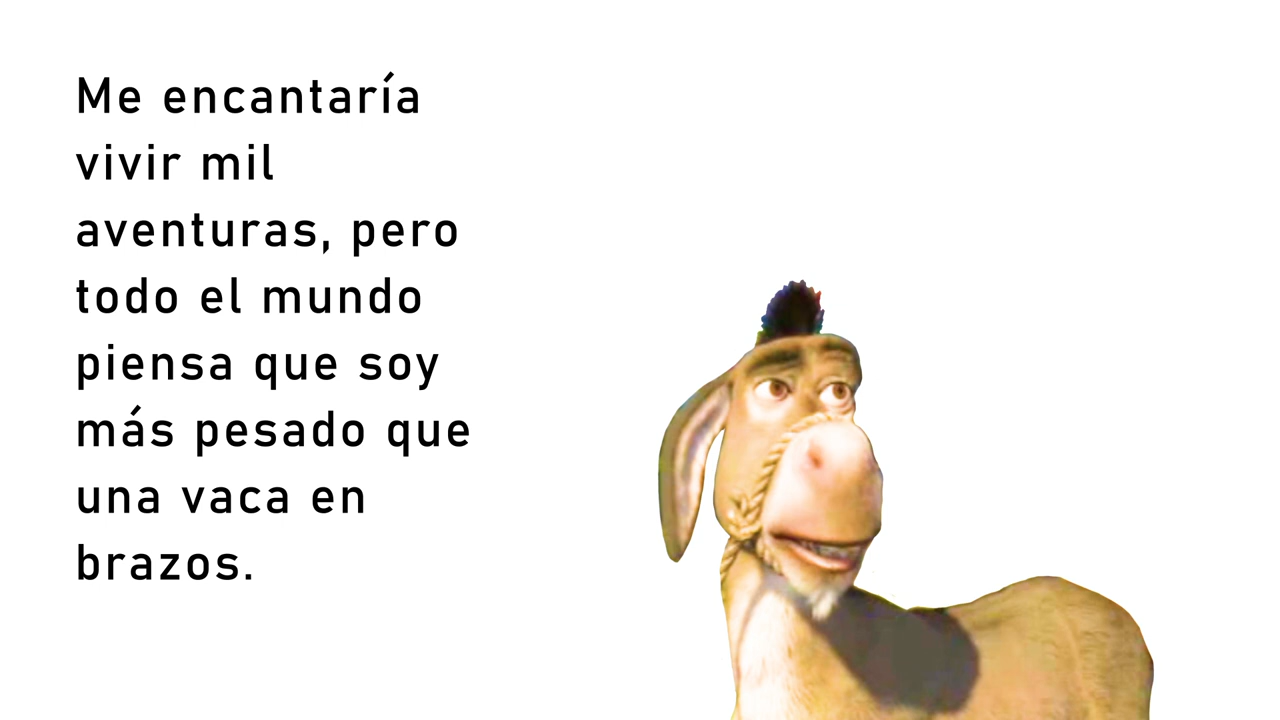 Me encantaría
vivir mil
aventuras, pero
todo el mundo
piensa que soy
más pesado que
una vaca en
brazos.